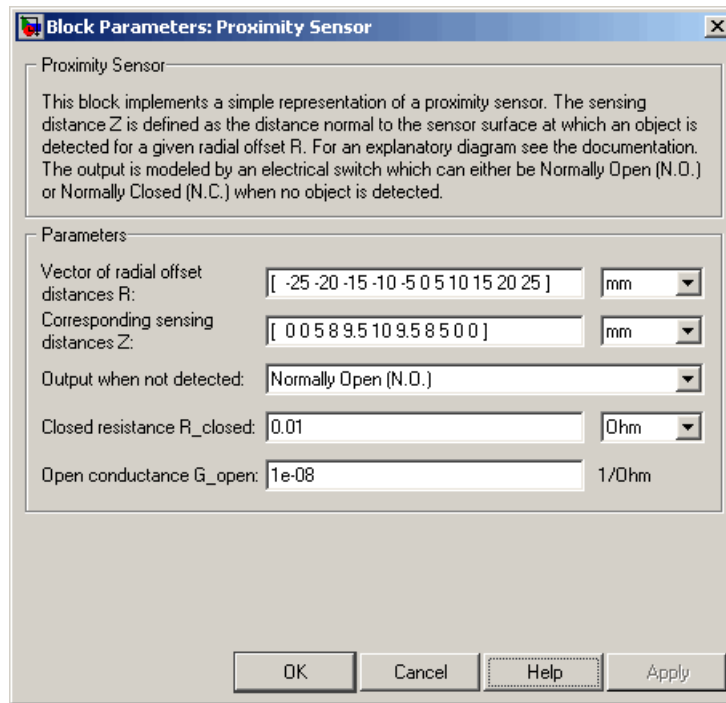 Block Parameters: Proximity Sensor
Proximity Sensor
This block implements a simple representation of a proximity sensor. The sensing
distance Z is defined as the distance normal to the sensor surface at which an object is
detected for a given radial offset R. For an explanatory diagram see the documentation.
The output is modeled by an electrical switch which can either be Normally Open (N.O.)
or Normally Closed (N.C.) when no object is detected.
Parameters
Vector of radial offset
distances R:
[ -25 -20 -15 -10 -5 0 5 10 15 20 25 ]
mm
Corresponding sensing
distances Z:
[ 0 0 5 8 9.5 10 9.5 8 5 0 0 ]
mm
Output when not detected: Normally Open (N.O.)
Closed resistance R_closed: 0.01 Ohm
Open conductance G_open: 1e-08 1/Ohm
OK Cancel Help Apply